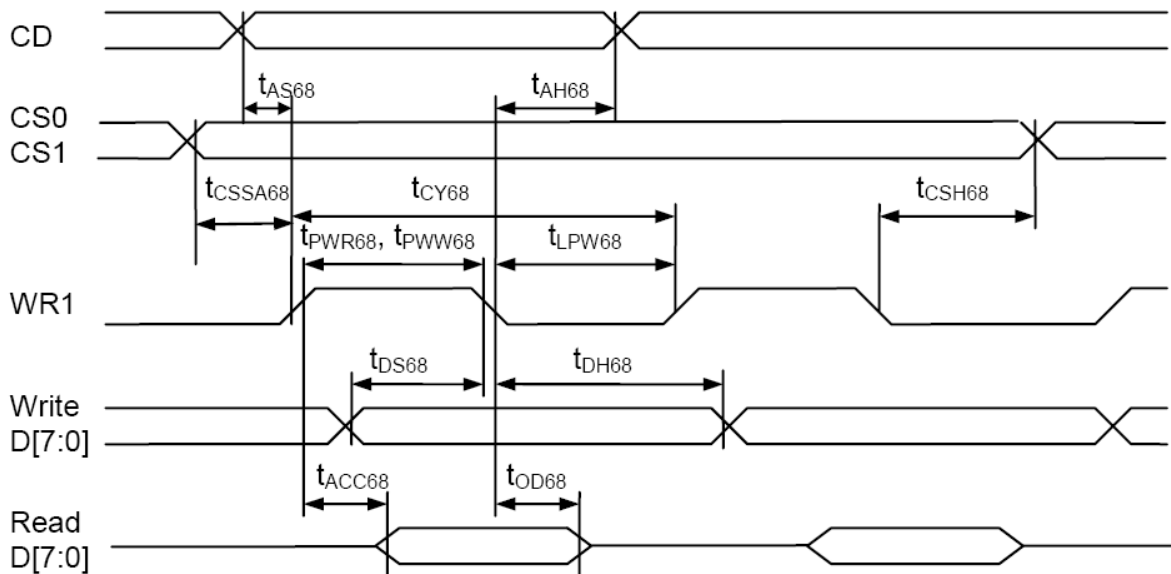 CD
tAS68
tAH68
CS0
CS1
tCSSA68
tCY68
tCSH68
tPWR68, tPWW68
tLPW68
WR1
tDS68
tDH68
Write
D[7:0]
tACC68
tOD68
Read
D[7:0]